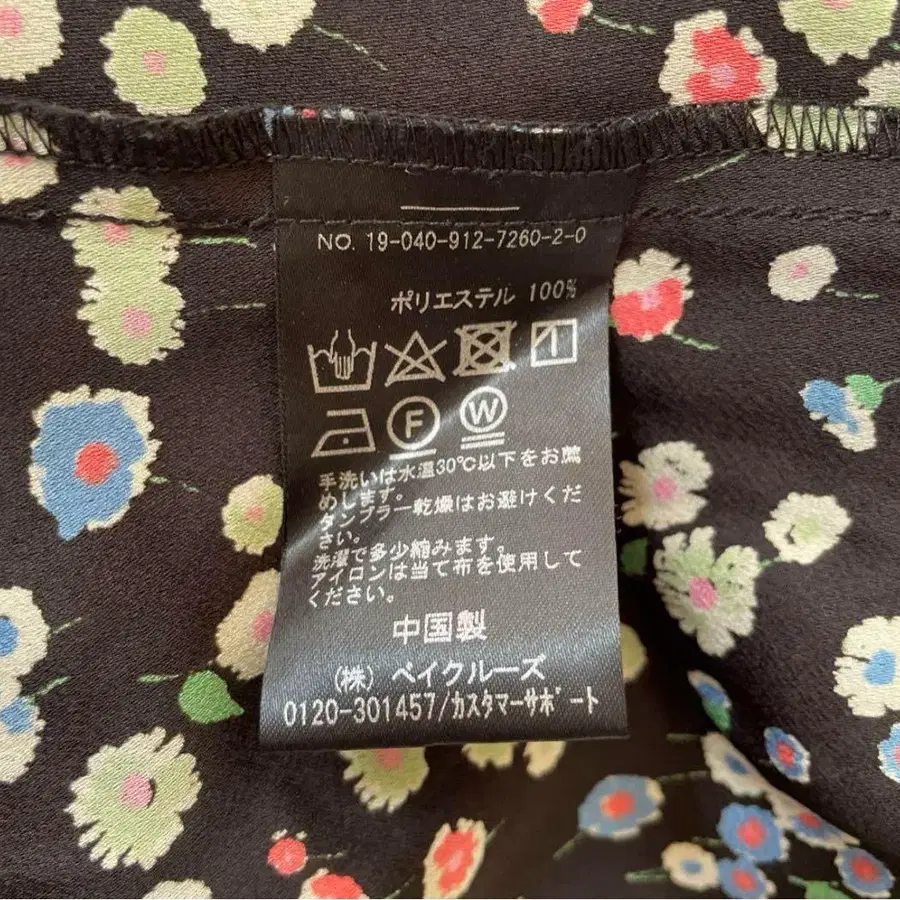 NO. 19-040-912-7260-2-0
ポリエステル 100%
F W
手洗いは水温30℃以下をお薦
めします。
タンブラー乾燥はお避けくだ
さい。
洗濯で多少縮みます。
アイロンは当て布を使用して
ください。
中国製
(株) ベイクルーズ
0120-301457/カスタマーサポート